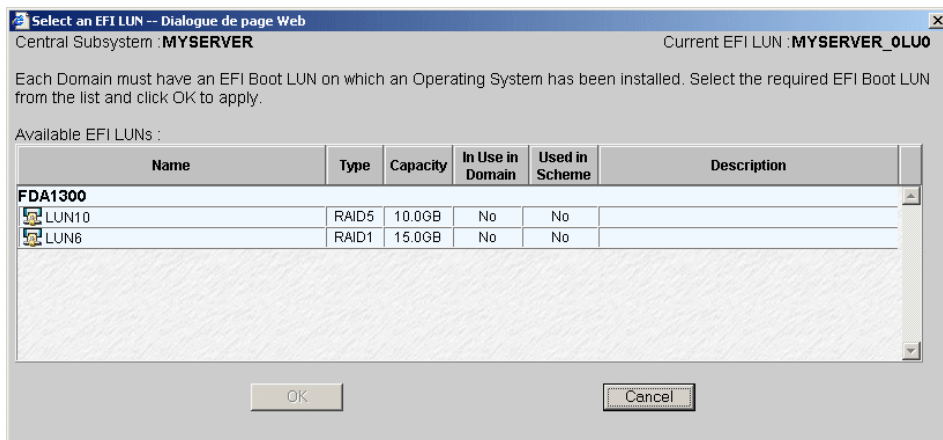 Select an EFI LUN -- Dialogue de page Web
Central Subsystem : MYSERVER Current EFI LUN : MYSERVER_0LU0
Each Domain must have an EFI Boot LUN on which an Operating System has been installed. Select the required EFI Boot LUN
from the list and click OK to apply.
Available EFI LUNs :
Name Type Capacity In Use in Domain Used in Scheme Description
FDA1300
LUN10 RAID5 10.0GB No No
LUN6 RAID1 15.0GB No No
OK Cancel